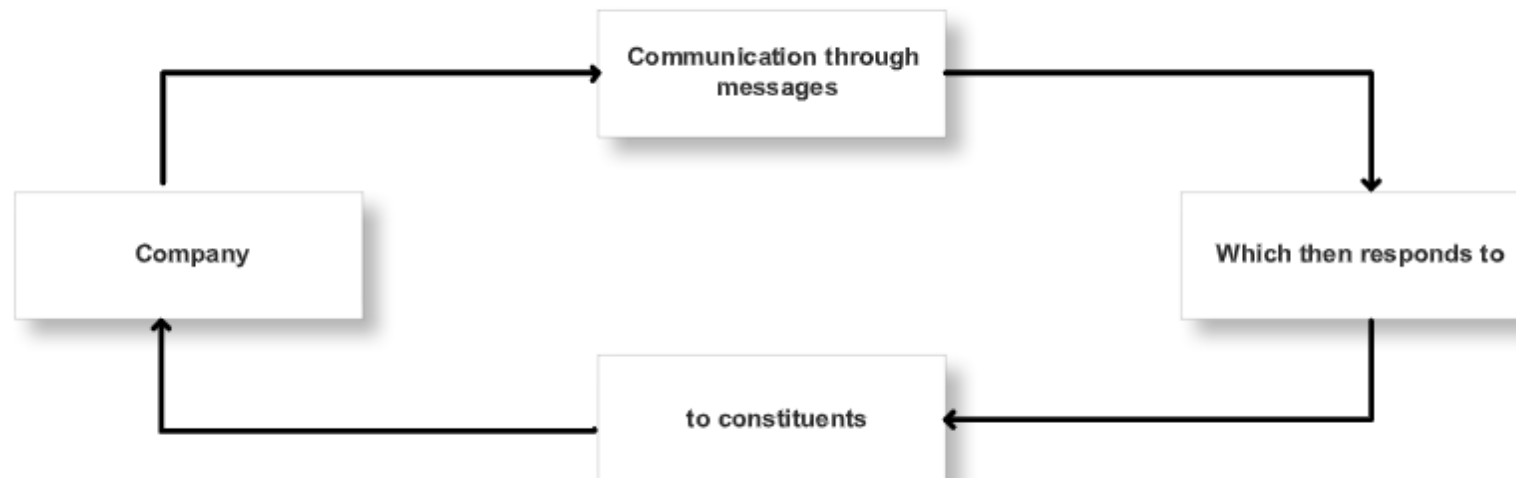 Communication through
messages
Company
Which then responds to
to constituents